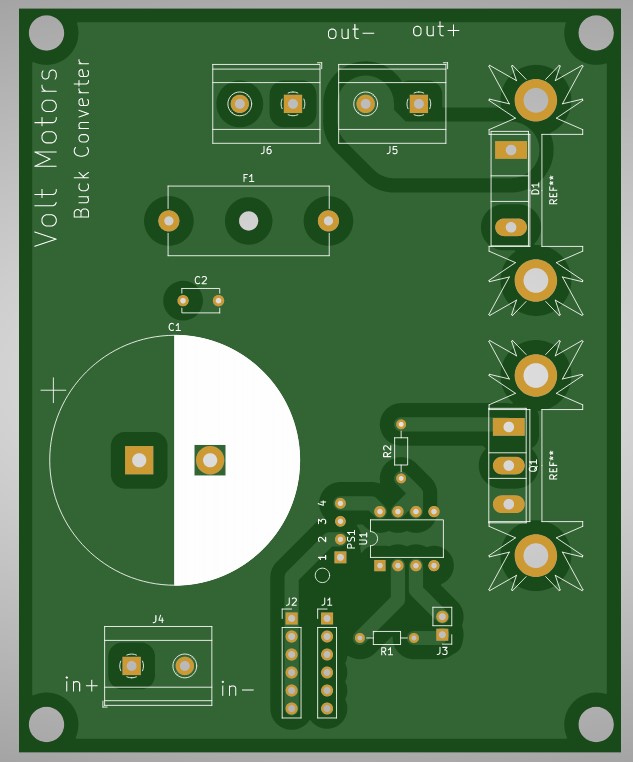 out- out+
Volt Motors
Buck Converter
J6
J5
F1
D1
REF**
C2
C1
R2
Q1
REF**
4
3
2
1
PS1
U1
J2
J1
R1
J3
J4
in+
in-